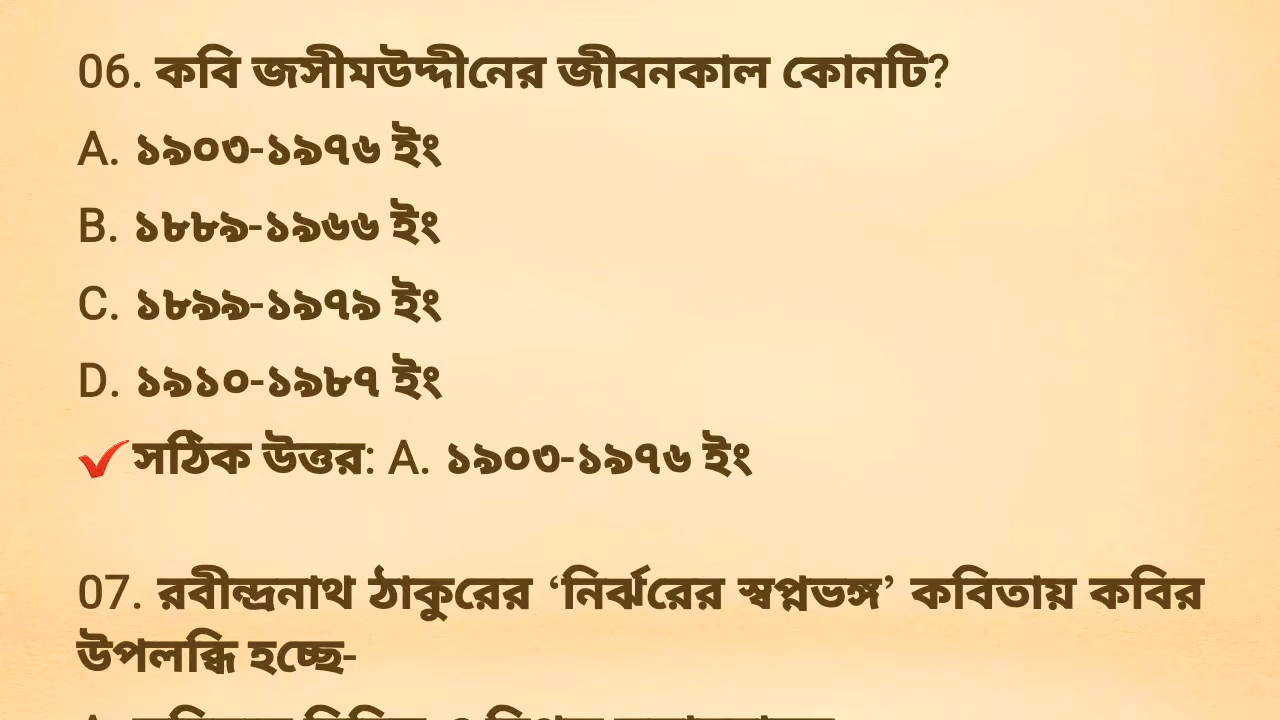 06. কবি জসীমউদ্দীনের জীবনকাল কোনটি?
A. ১৯০৩-১৯৭৬ ইং
B. ১৮৮৯-১৯৬৬ ইং
C. ১৮৯৯-১৯৭৯ ইং
D. ১৯১০-১৯৮৭ ইং
✔সঠিক উত্তর: A. ১৯০৩-১৯৭৬ ইং
07. রবীন্দ্রনাথ ঠাকুরের ‘নির্ঝরের স্বপ্নভঙ্গ’ কবিতায় কবির
উপলব্ধি হচ্ছে-